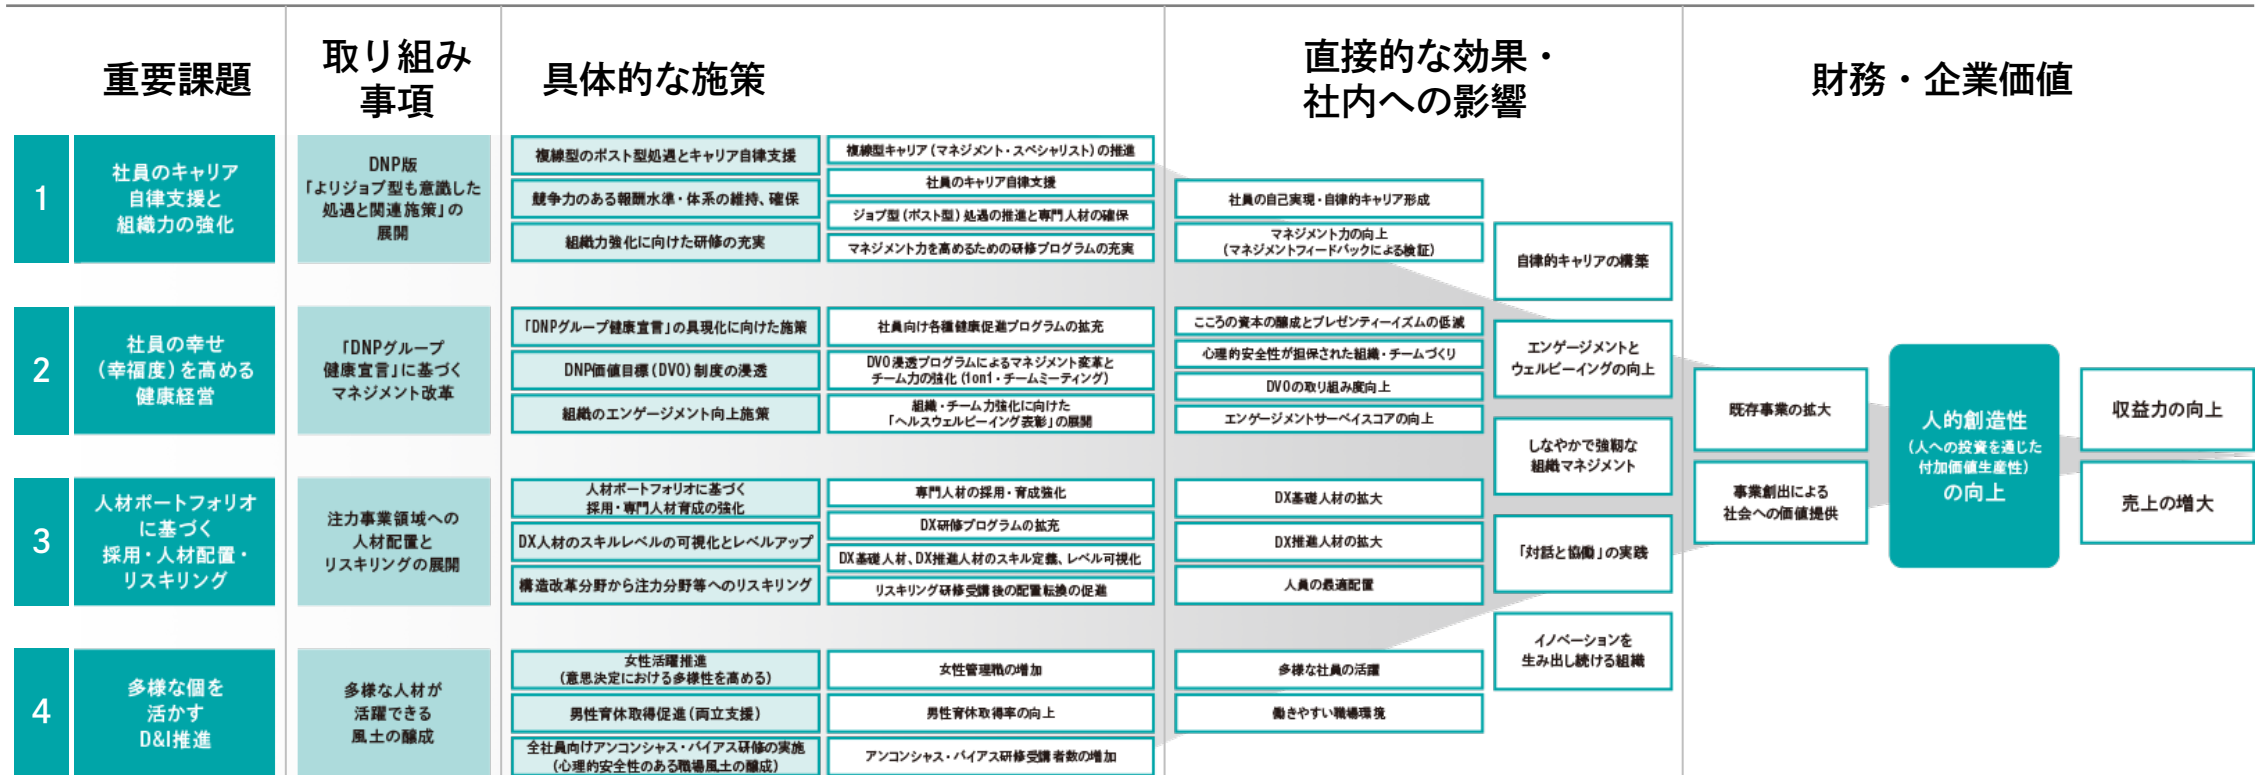 重要課題
取り組み
事項
具体的な施策
直接的な効果・
社内への影響
財務・企業価値
1
社員のキャリア
自律支援と
組織力の強化
DNP版
「よりジョブ型も意識した
処遇と関連施策」の
展開
複線型のポスト型処遇とキャリア自律支援
競争力のある報酬水準・体系の維持、確保
組織力強化に向けた研修の充実
複線型キャリア（マネジメント・スペシャリスト）の推進
社員のキャリア自律支援
ジョブ型（ポスト型）処遇の推進と専門人材の確保
マネジメント力を高めるための研修プログラムの充実
社員の自己実現・自律的キャリア形成
マネジメント力の向上
（マネジメントフィードバックによる検証）
2
社員の幸せ
（幸福度）を高める
健康経営
「DNPグループ
健康宣言」に基づく
マネジメント改革
「DNPグループ健康宣言」の具現化に向けた施策
DNP価値目標（DVO）制度の浸透
組織のエンゲージメント向上施策
社員向け各種健康促進プログラムの拡充
DVO浸透プログラムによるマネジメント変革と
チーム力の強化（1on1・チームミーティング）
組織・チーム力強化に向けた
「ヘルスウェルビーイング表彰」の展開
こころの資本の醸成とプレゼンティーイズムの低減
心理的安全性が担保された組織・チームづくり
DVOの取り組み度向上
エンゲージメントサーベイスコアの向上
3
人材ポートフォリオ
に基づく
採用・人材配置・
リスキリング
注力事業領域への
人材配置と
リスキリングの展開
人材ポートフォリオに基づく
採用・専門人材育成の強化
DX人材のスキルレベルの可視化とレベルアップ
構造改革分野から注力分野等へのリスキリング
専門人材の採用・育成強化
DX研修プログラムの拡充
DX基礎人材、DX推進人材のスキル定義、レベル可視化
リスキリング研修受講後の配置転換の促進
DX基礎人材の拡大
DX推進人材の拡大
人員の最適配置
4
多様な個を
活かす
D&I推進
多様な人材が
活躍できる
風土の醸成
女性活躍推進
（意思決定における多様性を高める）
男性育休取得促進（両立支援）
全社員向けアンコンシャス・バイアス研修の実施
（心理的安全性のある職場風土の醸成）
女性管理職の増加
男性育休取得率の向上
アンコンシャス・バイアス研修受講者数の増加
多様な社員の活躍
働きやすい職場環境
自律的キャリアの構築
エンゲージメントと
ウェルビーイングの向上
しなやかで強靭な
組織マネジメント
「対話と協働」の実践
イノベーションを
生み出し続ける組織
既存事業の拡大
事業創出による
社会への価値提供
人的創造性
（人への投資を通じた
付加価値生産性）
の向上
収益力の向上
売上の増大